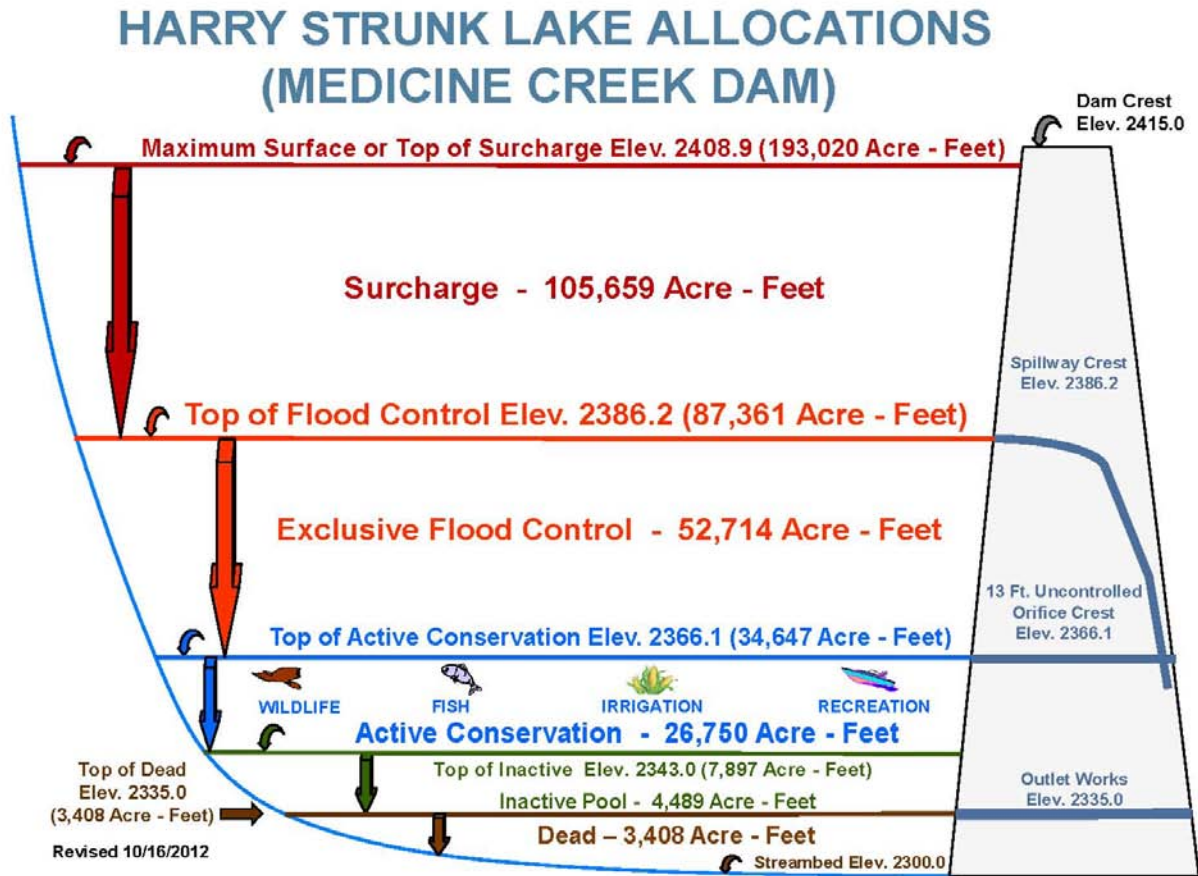 HARRY STRUNK LAKE ALLOCATIONS
(MEDICINE CREEK DAM)
Dam Crest
Elev. 2415.0
Maximum Surface or Top of Surcharge Elev. 2408.9 (193,020 Acre - Feet)
Surcharge - 105,659 Acre - Feet
Spillway Crest
Elev. 2386.2
Top of Flood Control Elev. 2386.2 (87,361 Acre - Feet)
Exclusive Flood Control - 52,714 Acre - Feet
13 Ft. Uncontrolled
Orifice Crest
Elev. 2366.1
Top of Active Conservation Elev. 2366.1 (34,647 Acre - Feet)
WILDLIFE
FISH
IRRIGATION
RECREATION
Active Conservation - 26,750 Acre - Feet
Top of Inactive Elev. 2343.0 (7,897 Acre - Feet)
Top of Dead
Elev. 2335.0
(3,408 Acre - Feet)
Inactive Pool - 4,489 Acre - Feet
Outlet Works
Elev. 2335.0
Dead – 3,408 Acre - Feet
Revised 10/16/2012
Streambed Elev. 2300.0